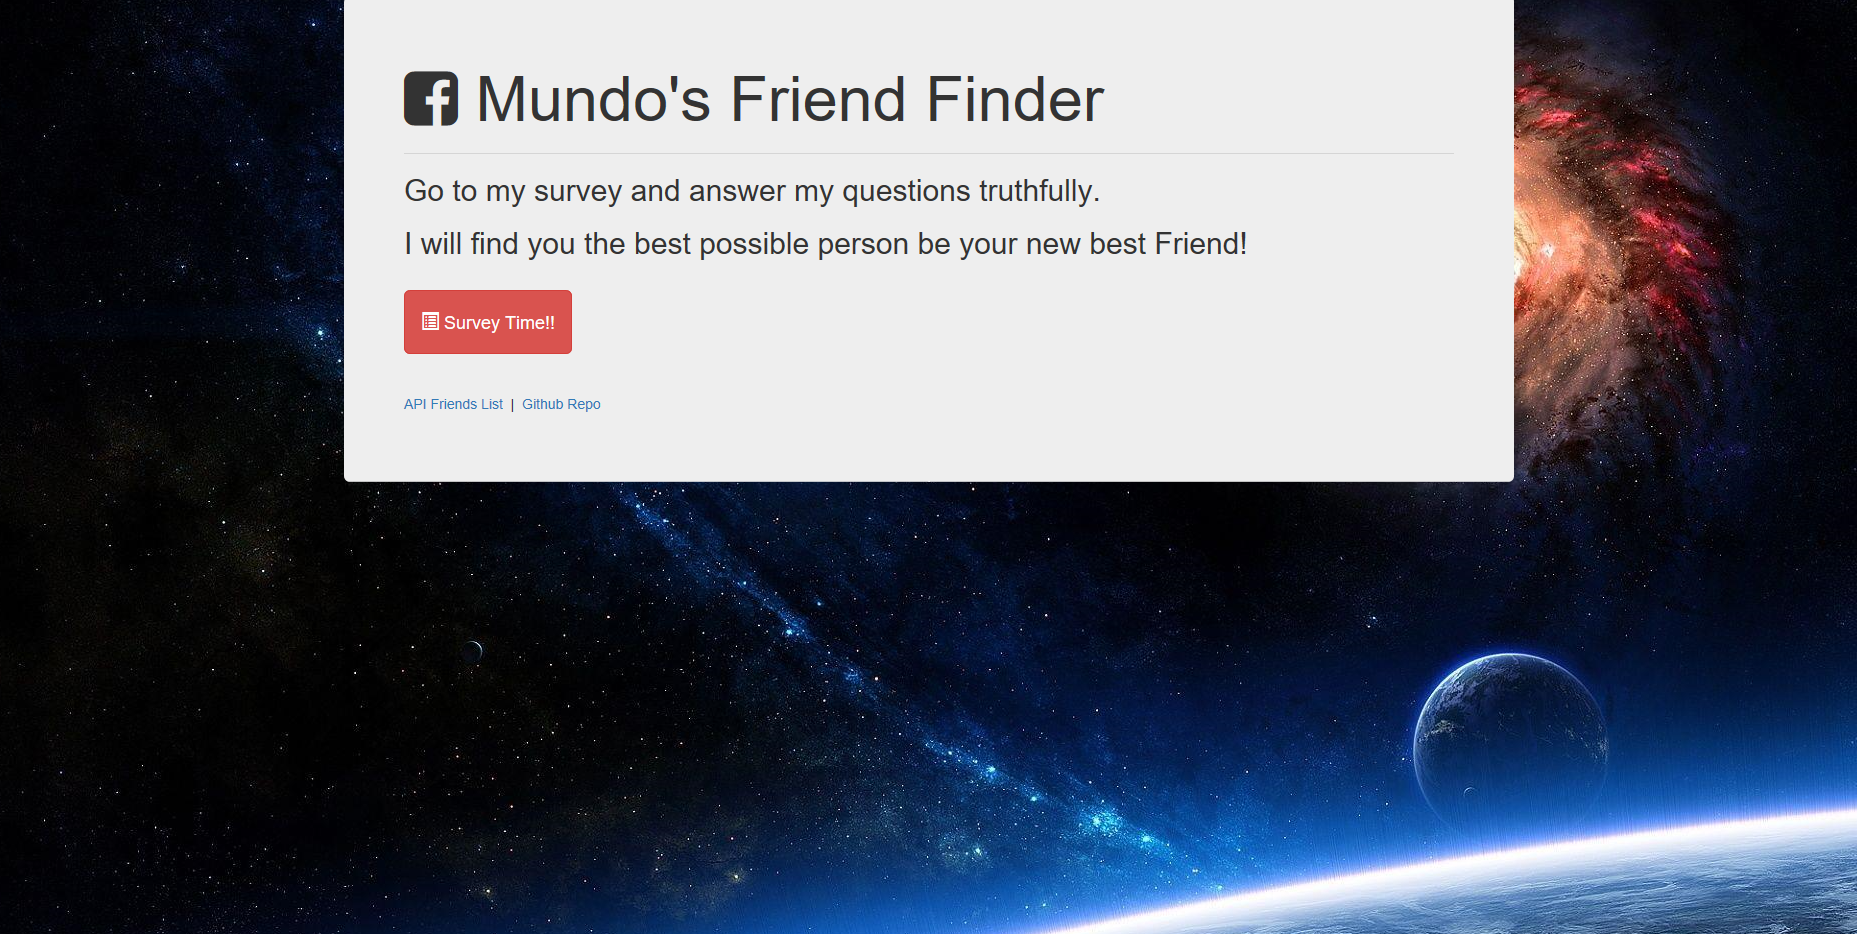 Mundo's Friend Finder
Go to my survey and answer my questions truthfully.
I will find you the best possible person be your new best Friend!
Survey Time!!
API Friends List | Github Repo